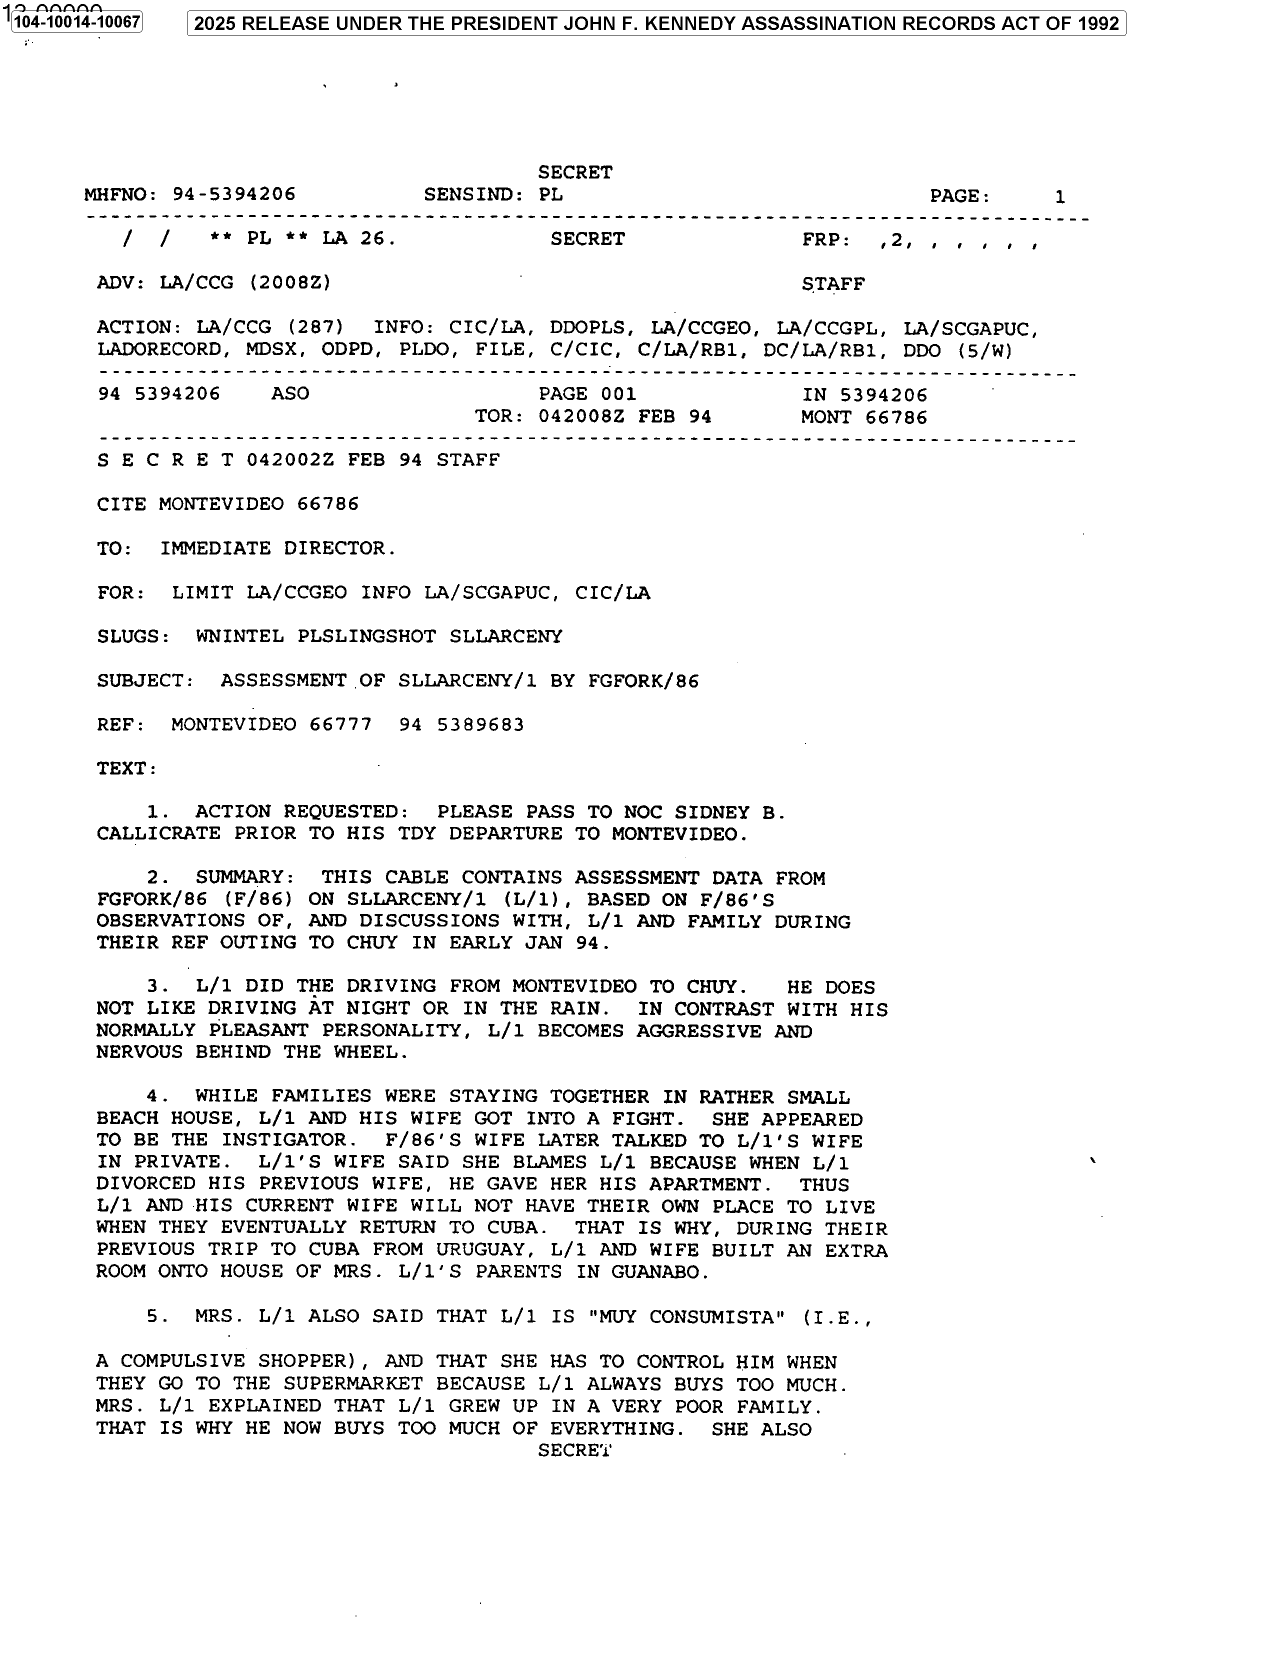 104-10014-10067
2025 RELEASE UNDER THE PRESIDENT JOHN F. KENNEDY ASSASSINATION RECORDS ACT OF 1992
SECRET
MHFNO: 94-5394206 SENSIND: PL PAGE: 1
--------------------------------------------------------------------------------
/ / ** PL ** LA 26. SECRET FRP: ,2, , , , , ,
ADV: LA/CCG (2008Z) STAFF
ACTION: LA/CCG (287) INFO: CIC/LA, DDOPLS, LA/CCGEO, LA/CCGPL, LA/SCGAPUC,
LADORECORD, MDSX, ODPD, PLDO, FILE, C/CIC, C/LA/RB1, DC/LA/RB1, DDO (5/W)
--------------------------------------------------------------------------------
94 5394206 ASO PAGE 001 IN 5394206
TOR: 042008Z FEB 94 MONT 66786
--------------------------------------------------------------------------------
S E C R E T 042002Z FEB 94 STAFF
CITE MONTEVIDEO 66786
TO: IMMEDIATE DIRECTOR.
FOR: LIMIT LA/CCGEO INFO LA/SCGAPUC, CIC/LA
SLUGS: WNINTEL PLSLINGSHOT SLLARCENY
SUBJECT: ASSESSMENT OF SLLARCENY/1 BY FGFORK/86
REF: MONTEVIDEO 66777 94 5389683
TEXT:
1. ACTION REQUESTED: PLEASE PASS TO NOC SIDNEY B.
CALLICRATE PRIOR TO HIS TDY DEPARTURE TO MONTEVIDEO.
2. SUMMARY: THIS CABLE CONTAINS ASSESSMENT DATA FROM
FGFORK/86 (F/86) ON SLLARCENY/1 (L/1), BASED ON F/86'S
OBSERVATIONS OF, AND DISCUSSIONS WITH, L/1 AND FAMILY DURING
THEIR REF OUTING TO CHUY IN EARLY JAN 94.
3. L/1 DID THE DRIVING FROM MONTEVIDEO TO CHUY. HE DOES
NOT LIKE DRIVING AT NIGHT OR IN THE RAIN. IN CONTRAST WITH HIS
NORMALLY PLEASANT PERSONALITY, L/1 BECOMES AGGRESSIVE AND
NERVOUS BEHIND THE WHEEL.
4. WHILE FAMILIES WERE STAYING TOGETHER IN RATHER SMALL
BEACH HOUSE, L/1 AND HIS WIFE GOT INTO A FIGHT. SHE APPEARED
TO BE THE INSTIGATOR. F/86'S WIFE LATER TALKED TO L/1'S WIFE
IN PRIVATE. L/1'S WIFE SAID SHE BLAMES L/1 BECAUSE WHEN L/1
DIVORCED HIS PREVIOUS WIFE, HE GAVE HER HIS APARTMENT. THUS
L/1 AND HIS CURRENT WIFE WILL NOT HAVE THEIR OWN PLACE TO LIVE
WHEN THEY EVENTUALLY RETURN TO CUBA. THAT IS WHY, DURING THEIR
PREVIOUS TRIP TO CUBA FROM URUGUAY, L/1 AND WIFE BUILT AN EXTRA
ROOM ONTO HOUSE OF MRS. L/1'S PARENTS IN GUANABO.
5. MRS. L/1 ALSO SAID THAT L/1 IS "MUY CONSUMISTA" (I.E.,
A COMPULSIVE SHOPPER), AND THAT SHE HAS TO CONTROL HIM WHEN
THEY GO TO THE SUPERMARKET BECAUSE L/1 ALWAYS BUYS TOO MUCH.
MRS. L/1 EXPLAINED THAT L/1 GREW UP IN A VERY POOR FAMILY.
THAT IS WHY HE NOW BUYS TOO MUCH OF EVERYTHING. SHE ALSO
SECRET